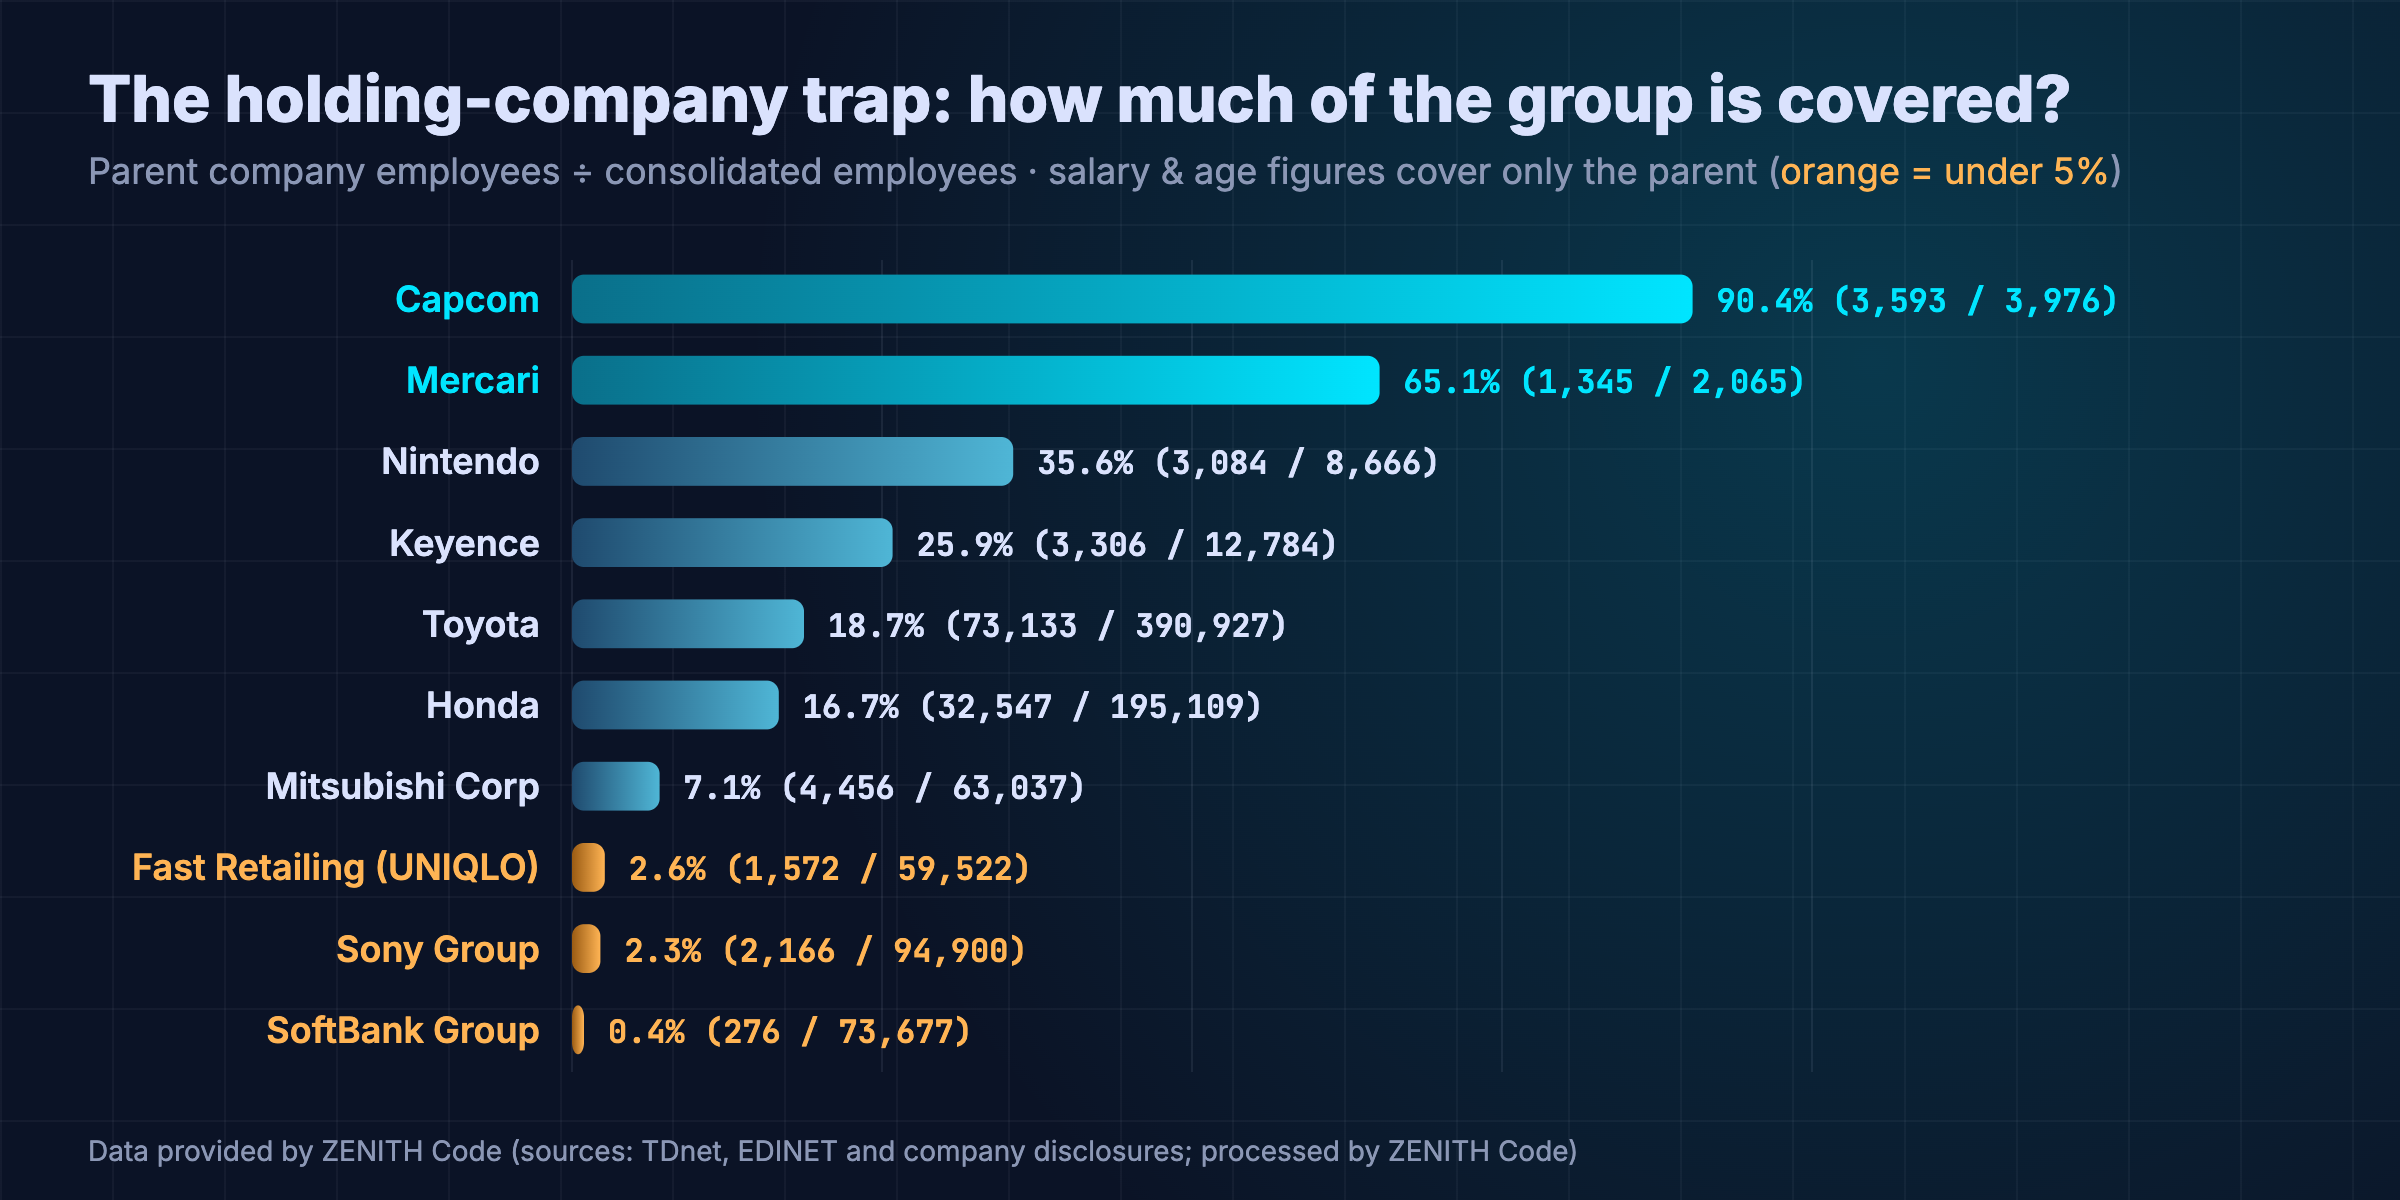 The holding-company trap: how much of the group is covered?
Parent company employees ÷ consolidated employees · salary & age figures cover only the parent (orange = under 5%)
Capcom 90.4% (3,593 / 3,976)
Mercari 65.1% (1,345 / 2,065)
Nintendo 35.6% (3,084 / 8,666)
Keyence 25.9% (3,306 / 12,784)
Toyota 18.7% (73,133 / 390,927)
Honda 16.7% (32,547 / 195,109)
Mitsubishi Corp 7.1% (4,456 / 63,037)
Fast Retailing (UNIQLO) 2.6% (1,572 / 59,522)
Sony Group 2.3% (2,166 / 94,900)
SoftBank Group 0.4% (276 / 73,677)
Data provided by ZENITH Code (sources: TDnet, EDINET and company disclosures; processed by ZENITH Code)